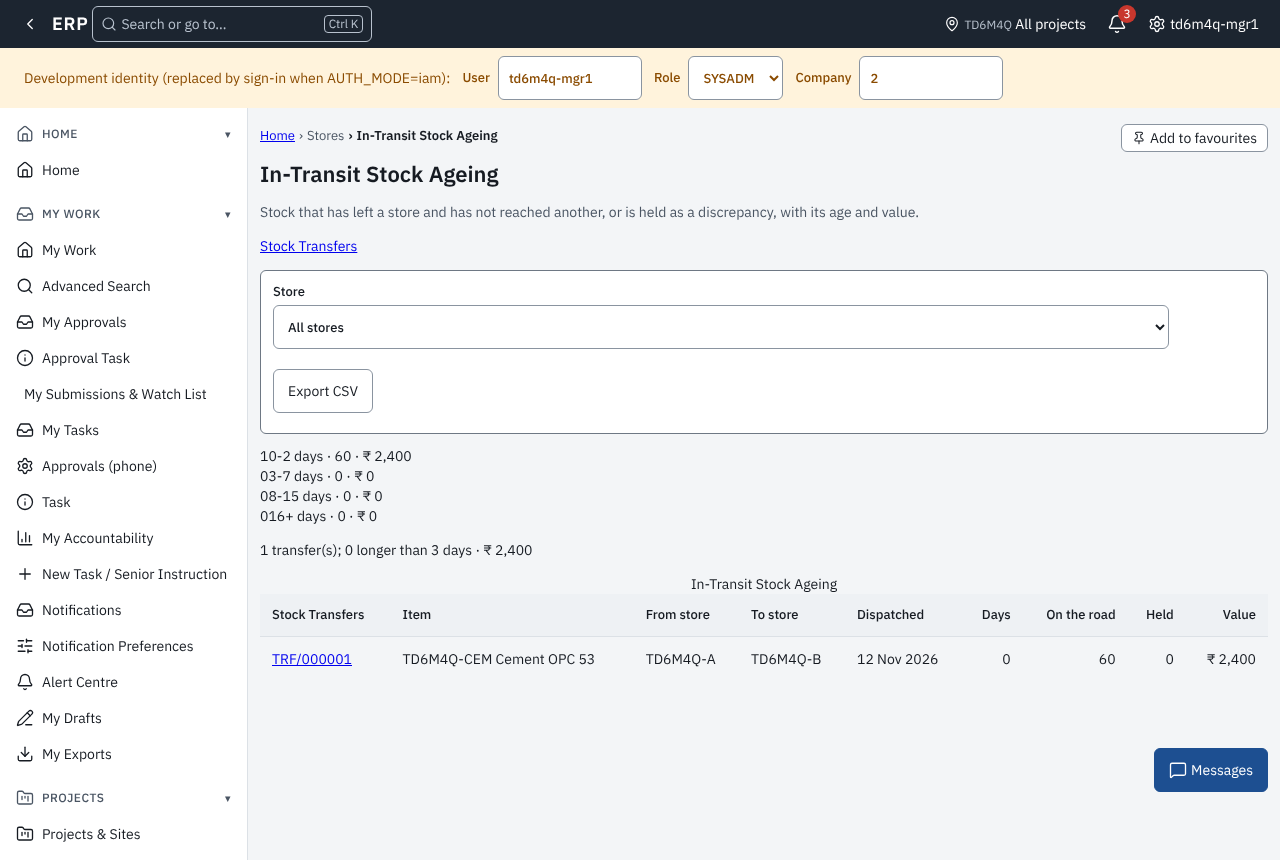 ERP
Search or go to...
Ctrl K
TD6M4Q All projects
3
td6m4q-mgr1
Development identity (replaced by sign-in when AUTH_MODE=iam):
User
td6m4q-mgr1
Role
SYSADM
Company
2
HOME
Home
MY WORK
My Work
Advanced Search
My Approvals
Approval Task
My Submissions & Watch List
My Tasks
Approvals (phone)
Task
My Accountability
New Task / Senior Instruction
Notifications
Notification Preferences
Alert Centre
My Drafts
My Exports
PROJECTS
Projects & Sites
Home › Stores › In-Transit Stock Ageing
Add to favourites
In-Transit Stock Ageing
Stock that has left a store and has not reached another, or is held as a discrepancy, with its age and value.
Stock Transfers
Store
All stores
Export CSV
10-2 days · 60 · ₹ 2,400
03-7 days · 0 · ₹ 0
08-15 days · 0 · ₹ 0
016+ days · 0 · ₹ 0
1 transfer(s); 0 longer than 3 days · ₹ 2,400
In-Transit Stock Ageing
Stock Transfers Item From store To store Dispatched Days On the road Held Value
TRF/000001 TD6M4Q-CEM Cement OPC 53 TD6M4Q-A TD6M4Q-B 12 Nov 2026 0 60 0 ₹ 2,400
Messages